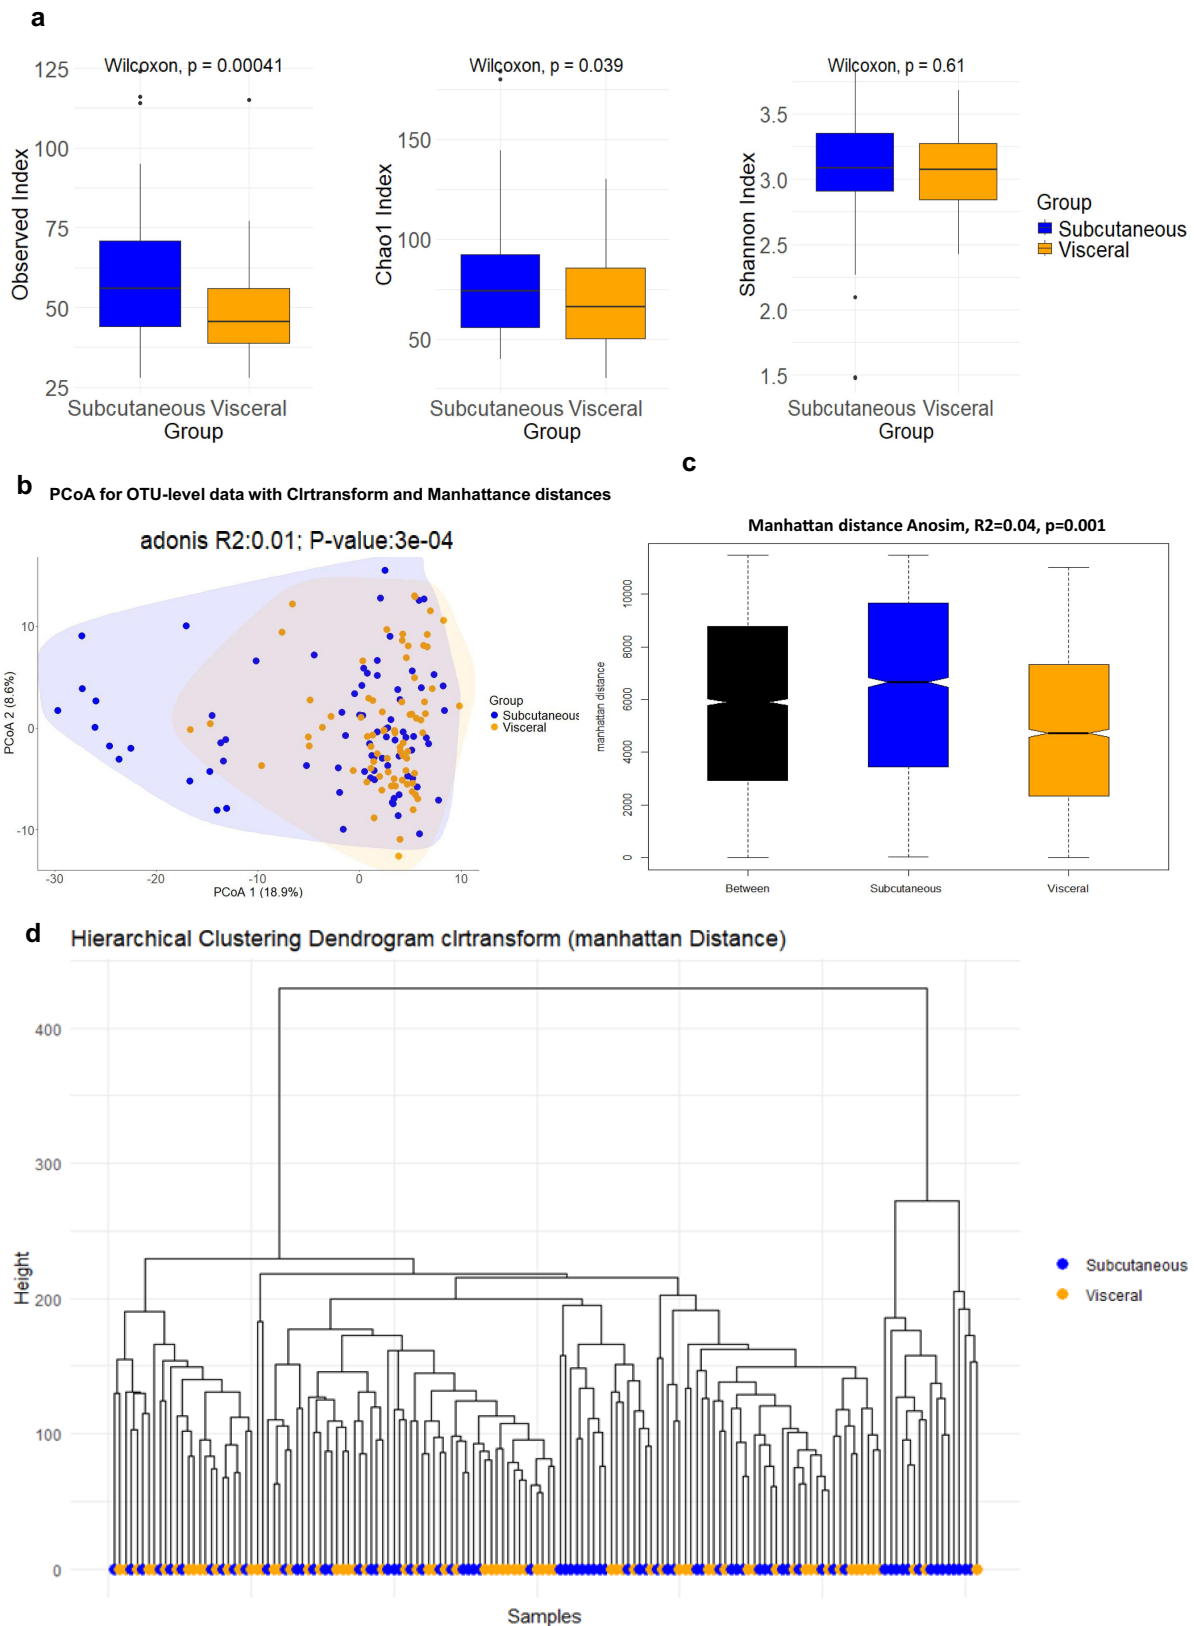 a
Wilcoxon, p = 0.00041
Wilcoxon, p = 0.039
Wilcoxon, p = 0.61
Observed Index
125
100
75
50
25
Subcutaneous Visceral
Group
Chao1 Index
150
100
50
Subcutaneous Visceral
Group
Shannon Index
3.5
3.0
2.5
2.0
1.5
Subcutaneous Visceral
Group
Group
Subcutaneous
Visceral
b
PCoA for OTU-level data with Clrtransform and Manhattance distances
adonis R2:0.01; P-value:3e-04
PCoA 2 (8.6%)
10
0
-10
-30
-20
-10
0
10
PCoA 1 (18.9%)
Group
Subcutaneous
Visceral
c
Manhattan distance Anosim, R2=0.04, p=0.001
manhattan distance
10000
8000
6000
4000
2000
0
Between
Subcutaneous
Visceral
d
Hierarchical Clustering Dendrogram clrtransform (manhattan Distance)
Height
400
300
200
100
0
Samples
Subcutaneous
Visceral